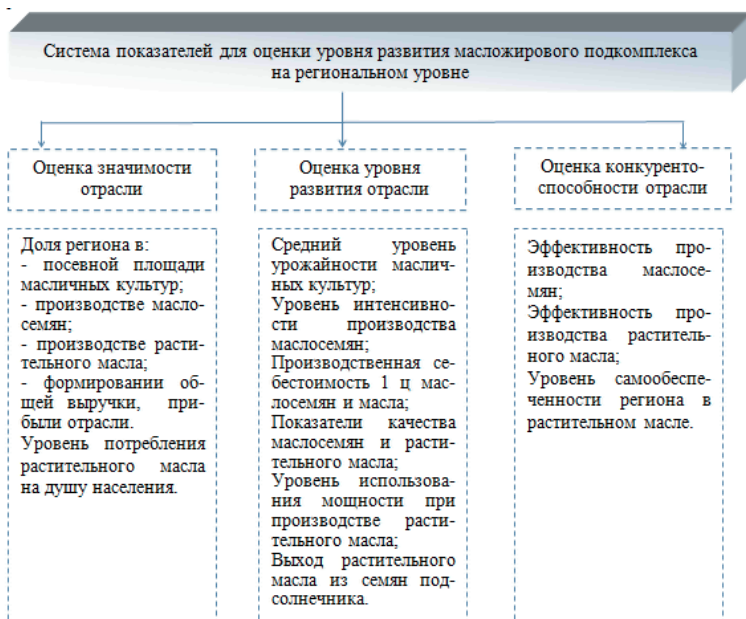 Система показателей для оценки уровня развития масложирового подкомплекса
на региональном уровне
Оценка значимости
отрасли
Доля региона в:
- посевной площади
масличных культур;
- производстве масло-
семян;
- производстве расти-
тельного масла;
- формировании об-
щей выручки, при-
были отрасли.
Уровень потребления
растительного масла
на душу населения.
Оценка уровня
развития отрасли
Средний уровень
урожайности маслич-
ных культур;
Уровень интенсивно-
сти производства
маслосемян;
Производственная се-
бестоимость 1 ц мас-
лосемян и масла;
Показатели качества
маслосемян и расти-
тельного масла;
Уровень использова-
ния мощности при
производстве расти-
тельного масла;
Выход растительного
масла из семян под-
солнечника.
Оценка конкуренто-
способности отрасли
Эффективность про-
изводства маслосе-
мян;
Эффективность про-
изводства раститель-
ного масла;
Уровень самообеспе-
ченности региона в
растительном масле.